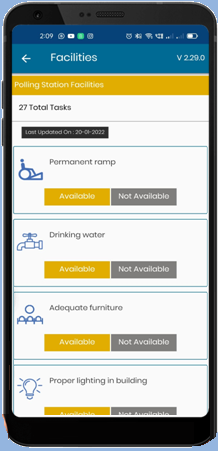 2:09
Facilities V 2.29.0
Polling Station Facilities
27 Total Tasks
Last Updated On : 20-01-2022
Permanent ramp
Available Not Available
Drinking water
Available Not Available
Adequate furniture
Available Not Available
Proper lighting in building
Available Not Available